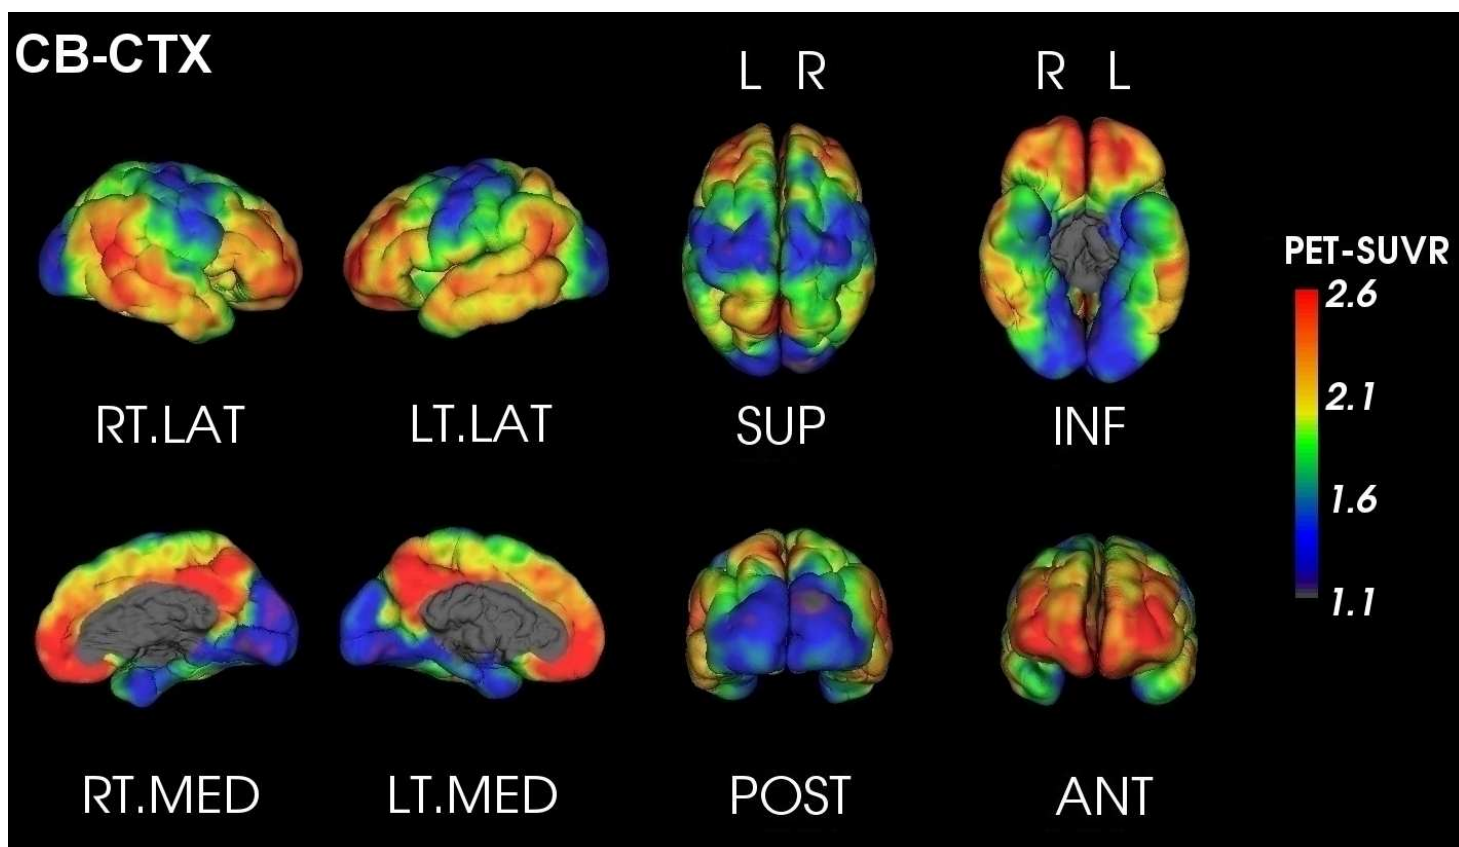 CB-CTX
L R
R L
RT.LAT
LT.LAT
SUP
INF
PET-SUVR
2.6
2.1
1.6
1.1
RT.MED
LT.MED
POST
ANT